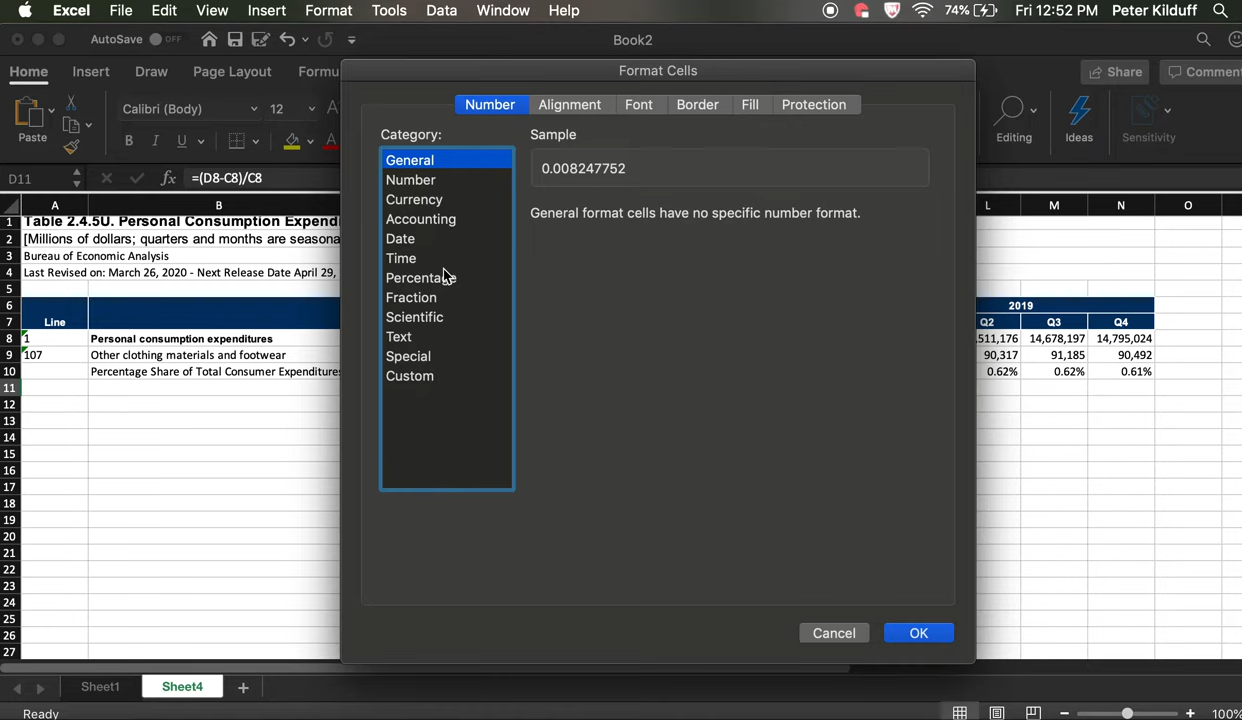 Excel File Edit View Insert Format Tools Data Window Help 74% Fri 12:52 PM Peter Kilduff
AutoSave OFF Book2
Home Insert Draw Page Layout Formu Share Comment
Format Cells
Number Alignment Font Border Fill Protection
Paste Calibri (Body) 12 A
B I U A
Editing Ideas Sensitivity
Category: Sample
General
0.008247752
General format cells have no specific number format.
Number
Currency
Accounting
Date
Time
Percentage
Fraction
Scientific
Text
Special
Custom
Cancel OK
D11 fx =(D8-C8)/C8
A B L M N O
1 Table 2.4.5U. Personal Consumption Expend
2 [Millions of dollars; quarters and months are seasona
3 Bureau of Economic Analysis
4 Last Revised on: March 26, 2020 - Next Release Date April 29,
5
6 2019
7 Line Q2 Q3 Q4
8 1 Personal consumption expenditures 511,176 14,678,197 14,795,024
9 107 Other clothing materials and footwear 90,317 91,185 90,492
10 Percentage Share of Total Consumer Expenditures 0.62% 0.62% 0.61%
11
12
13
14
15
16
17
18
19
20
21
22
23
24
25
26
27
Sheet1 Sheet4 +
Ready 100%